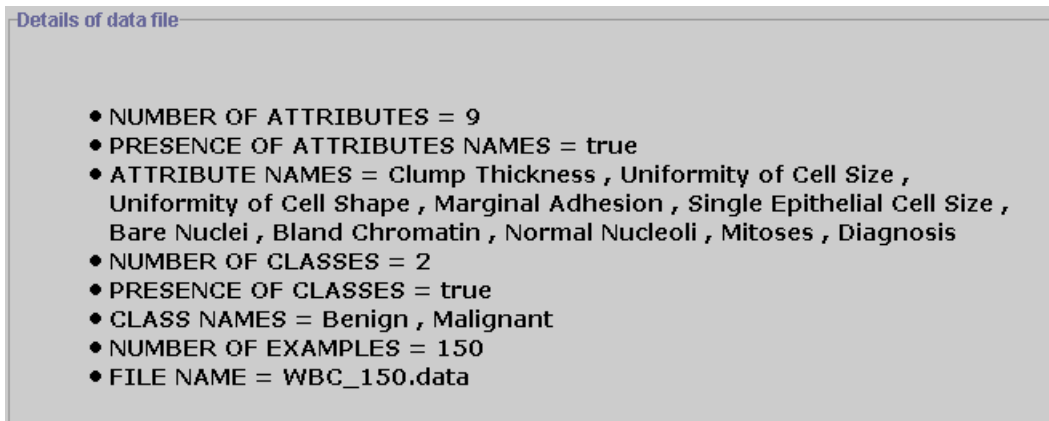 Details of data file
• NUMBER OF ATTRIBUTES = 9
• PRESENCE OF ATTRIBUTES NAMES = true
• ATTRIBUTE NAMES = Clump Thickness , Uniformity of Cell Size ,
Uniformity of Cell Shape , Marginal Adhesion , Single Epithelial Cell Size ,
Bare Nuclei , Bland Chromatin , Normal Nucleoli , Mitoses , Diagnosis
• NUMBER OF CLASSES = 2
• PRESENCE OF CLASSES = true
• CLASS NAMES = Benign , Malignant
• NUMBER OF EXAMPLES = 150
• FILE NAME = WBC_150.data